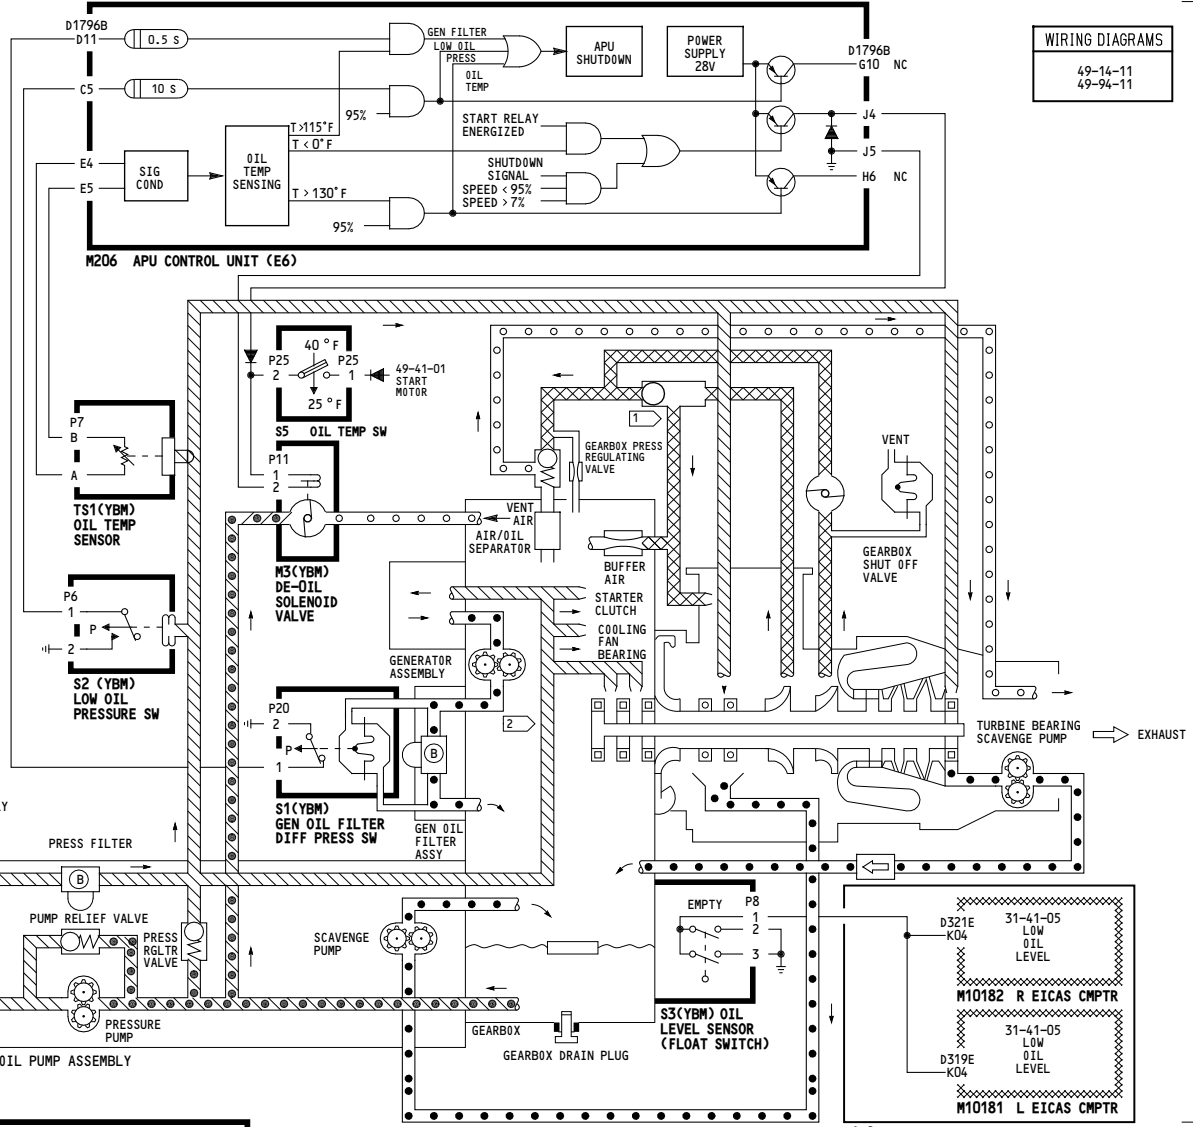 D1796B
D11
0.5 S
C5
10 S
E4
E5
SIG
COND
OIL
TEMP
SENSING
T>115°F
T<0°F
T>130°F
95%
95%
GEN FILTER
LOW OIL
PRESS
OIL
TEMP
APU
SHUTDOWN
POWER
SUPPLY
28V
START RELAY
ENERGIZED
SHUTDOWN
SIGNAL
SPEED <95%
SPEED >7%
D1796B
G10 NC
J4
J5
H6 NC
M206 APU CONTROL UNIT (E6)
WIRING DIAGRAMS
49-14-11
49-94-11
P25
2
40°F
P25
1
25°F
49-41-01
START
MOTOR
S5 OIL TEMP SW
P7
B
A
TS1(YBM)
OIL TEMP
SENSOR
P11
1
2
M3(YBM)
DE-OIL
SOLENOID
VALVE
P6
1
P
2
S2 (YBM)
LOW OIL
PRESSURE SW
P20
2
P
1
S1(YBM)
GEN OIL FILTER
DIFF PRESS SW
1
GEARBOX PRESS
REGULATING
VALVE
VENT
VENT
AIR
AIR/OIL
SEPARATOR
BUFFER
AIR
GEARBOX
SHUT OFF
VALVE
STARTER
CLUTCH
COOLING
FAN
BEARING
GENERATOR
ASSEMBLY
2
B
GEN OIL
FILTER
ASSY
TURBINE BEARING
SCAVENGE PUMP
EXHAUST
LY
PRESS FILTER
B
PUMP RELIEF VALVE
PRESS
RGLTR
VALVE
PRESSURE
PUMP
OIL PUMP ASSEMBLY
SCAVENGE
PUMP
GEARBOX
GEARBOX DRAIN PLUG
EMPTY
P8
1
2
3
S3(YBM) OIL
LEVEL SENSOR
(FLOAT SWITCH)
D321E
K04
31-41-05
LOW
OIL
LEVEL
M10182 R EICAS CMPTR
D319E
K04
31-41-05
LOW
OIL
LEVEL
M10181 L EICAS CMPTR